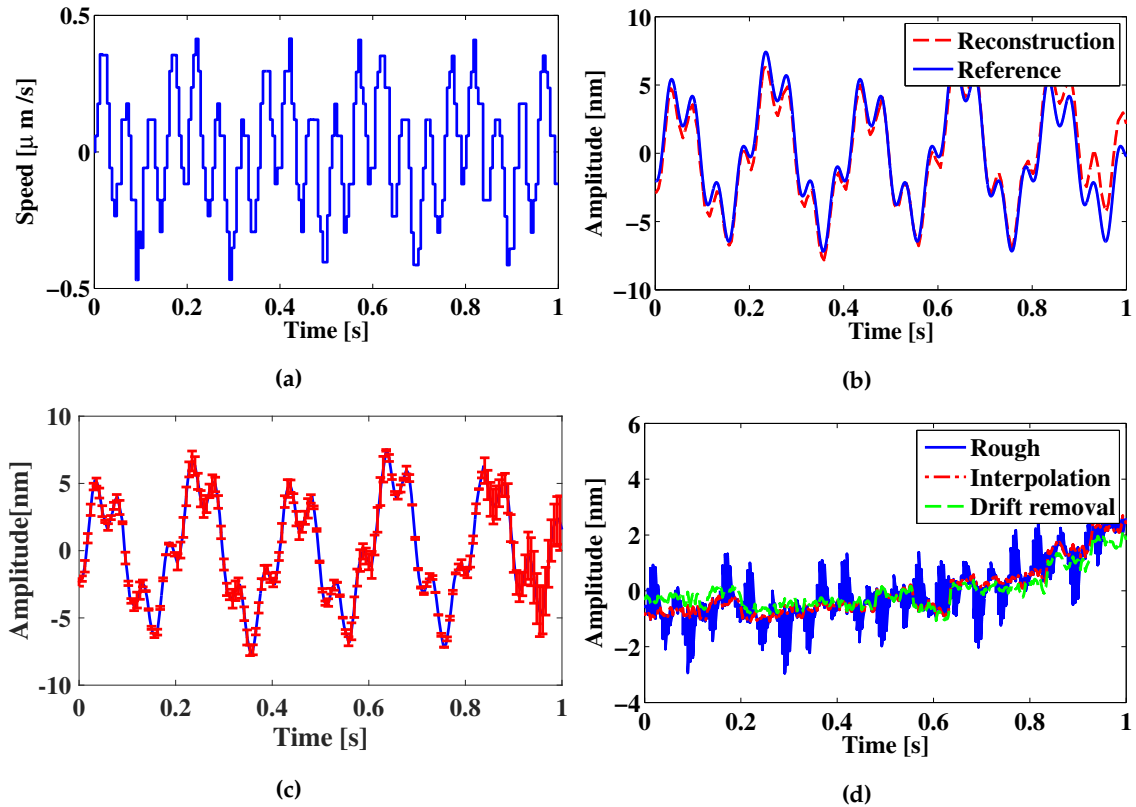 0.5
0
-0.5
Speed [μ m /s]
0 0.2 0.4 0.6 0.8 1
Time [s]
(a)
10
5
0
-5
-10
Amplitude [nm]
Reconstruction
Reference
0 0.2 0.4 0.6 0.8 1
Time [s]
(b)
10
5
0
-5
-10
Amplitude[nm]
0 0.2 0.4 0.6 0.8 1
Time [s]
(c)
6
4
2
0
-2
-4
Amplitude [nm]
Rough
Interpolation
Drift removal
0 0.2 0.4 0.6 0.8 1
Time [s]
(d)